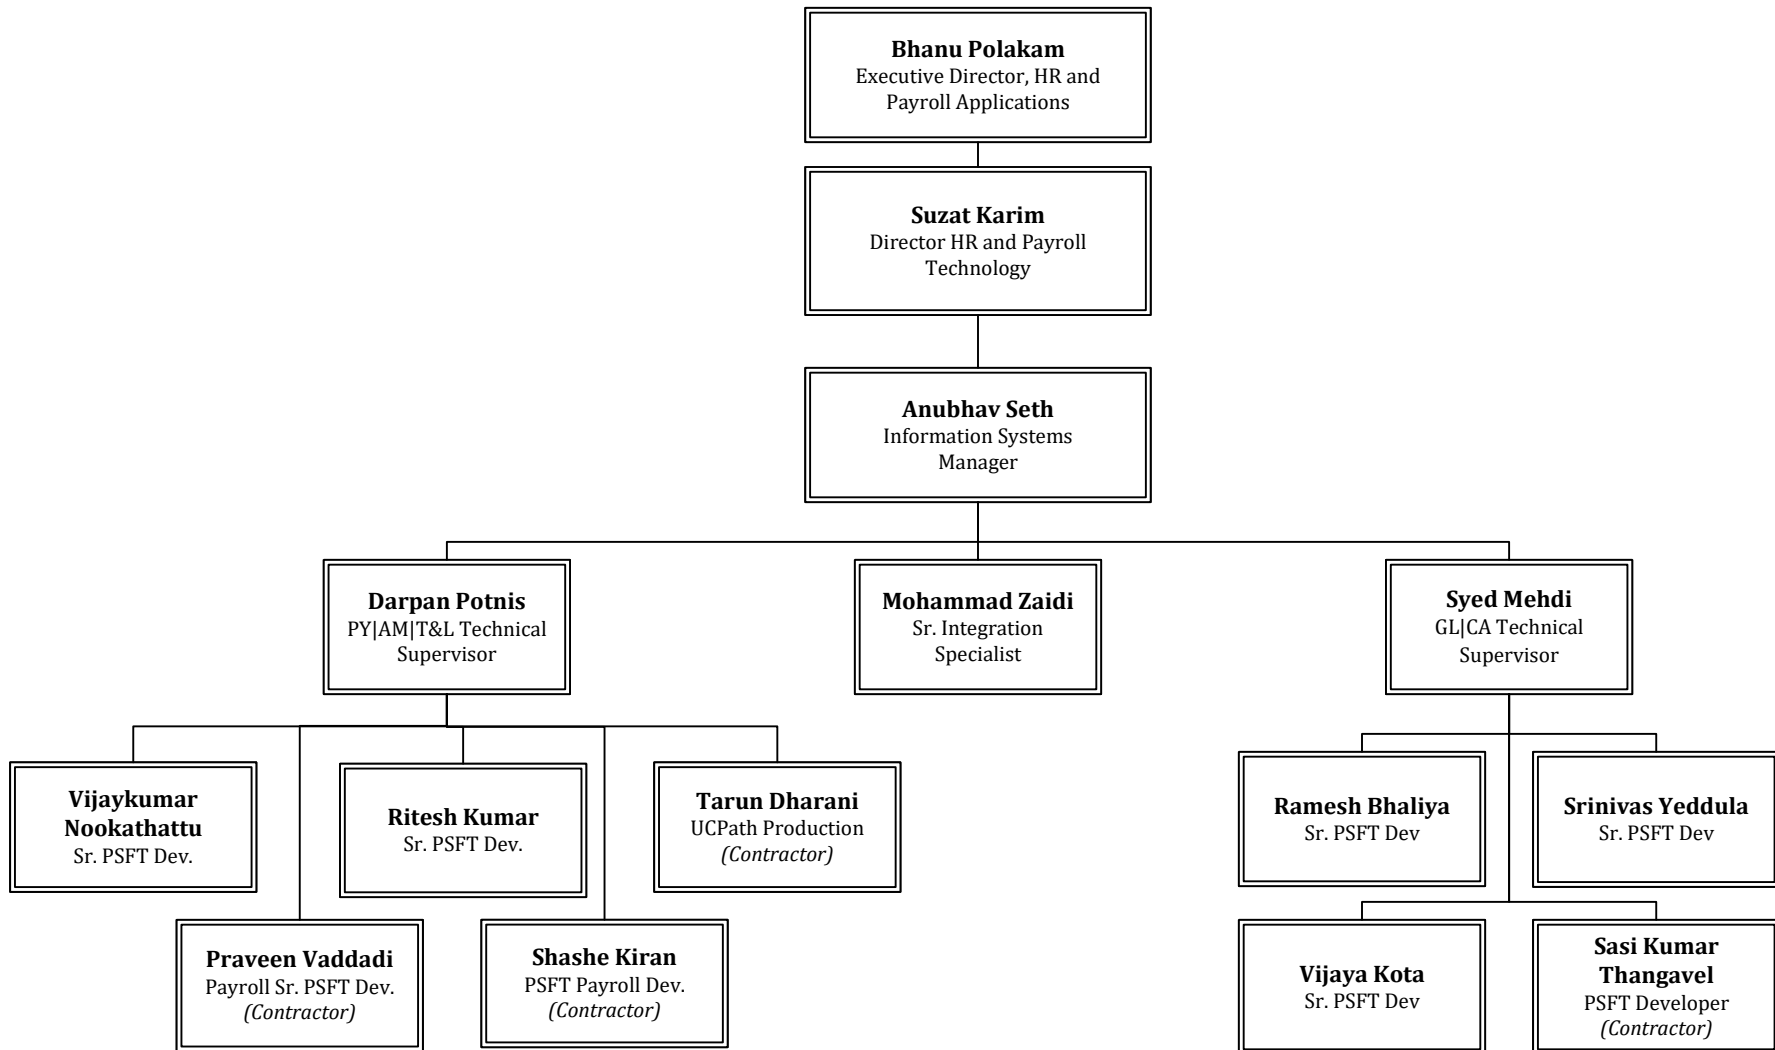 Bhanu Polakam
Executive Director, HR and
Payroll Applications
Suzat Karim
Director HR and Payroll
Technology
Anubhav Seth
Information Systems
Manager
Darpan Potnis
PY|AM|T&L Technical
Supervisor
Mohammad Zaidi
Sr. Integration
Specialist
Syed Mehdi
GL|CA Technical
Supervisor
Vijaykumar
Nookathattu
Sr. PSFT Dev.
Ritesh Kumar
Sr. PSFT Dev.
Tarun Dharani
UCPath Production
(Contractor)
Ramesh Bhaliya
Sr. PSFT Dev
Srinivas Yeddula
Sr. PSFT Dev
Praveen Vaddadi
Payroll Sr. PSFT Dev.
(Contractor)
Shashe Kiran
PSFT Payroll Dev.
(Contractor)
Vijaya Kota
Sr. PSFT Dev
Sasi Kumar
Thangavel
PSFT Developer
(Contractor)